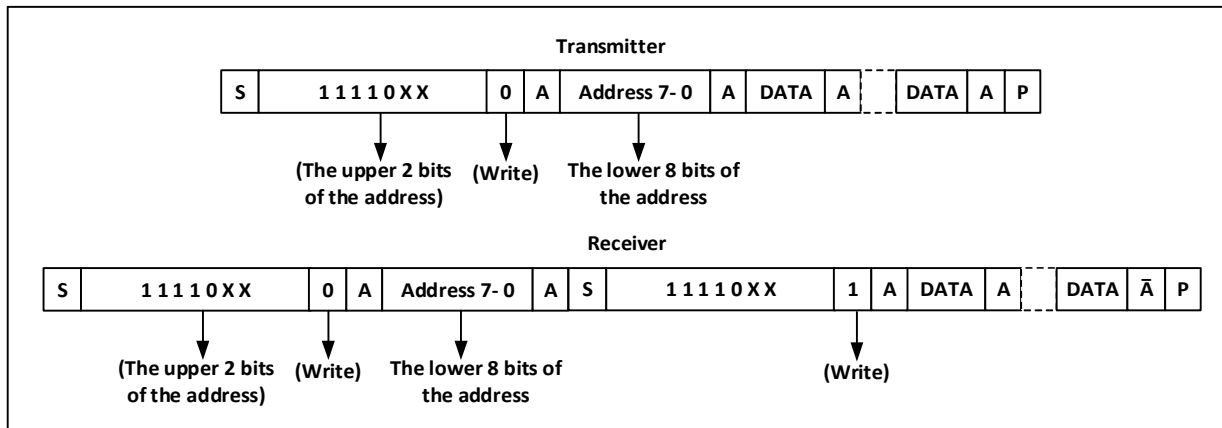 Transmitter
S 1 1 1 1 0 X X 0 A Address 7- 0 A DATA A DATA A P
(The upper 2 bits of the address) (Write) The lower 8 bits of the address
Receiver
S 1 1 1 1 0 X X 0 A Address 7- 0 A S 1 1 1 1 0 X X 1 A DATA A DATA Ā P
(The upper 2 bits of the address) (Write) The lower 8 bits of the address (Write)